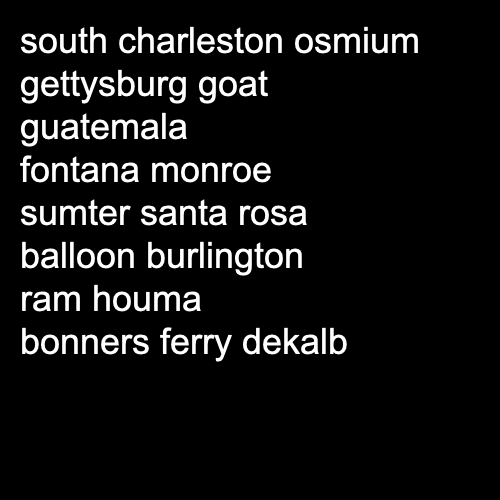 south charleston osmium
gettysburg goat
guatemala
fontana monroe
sumter santa rosa
balloon burlington
ram houma
bonners ferry dekalb